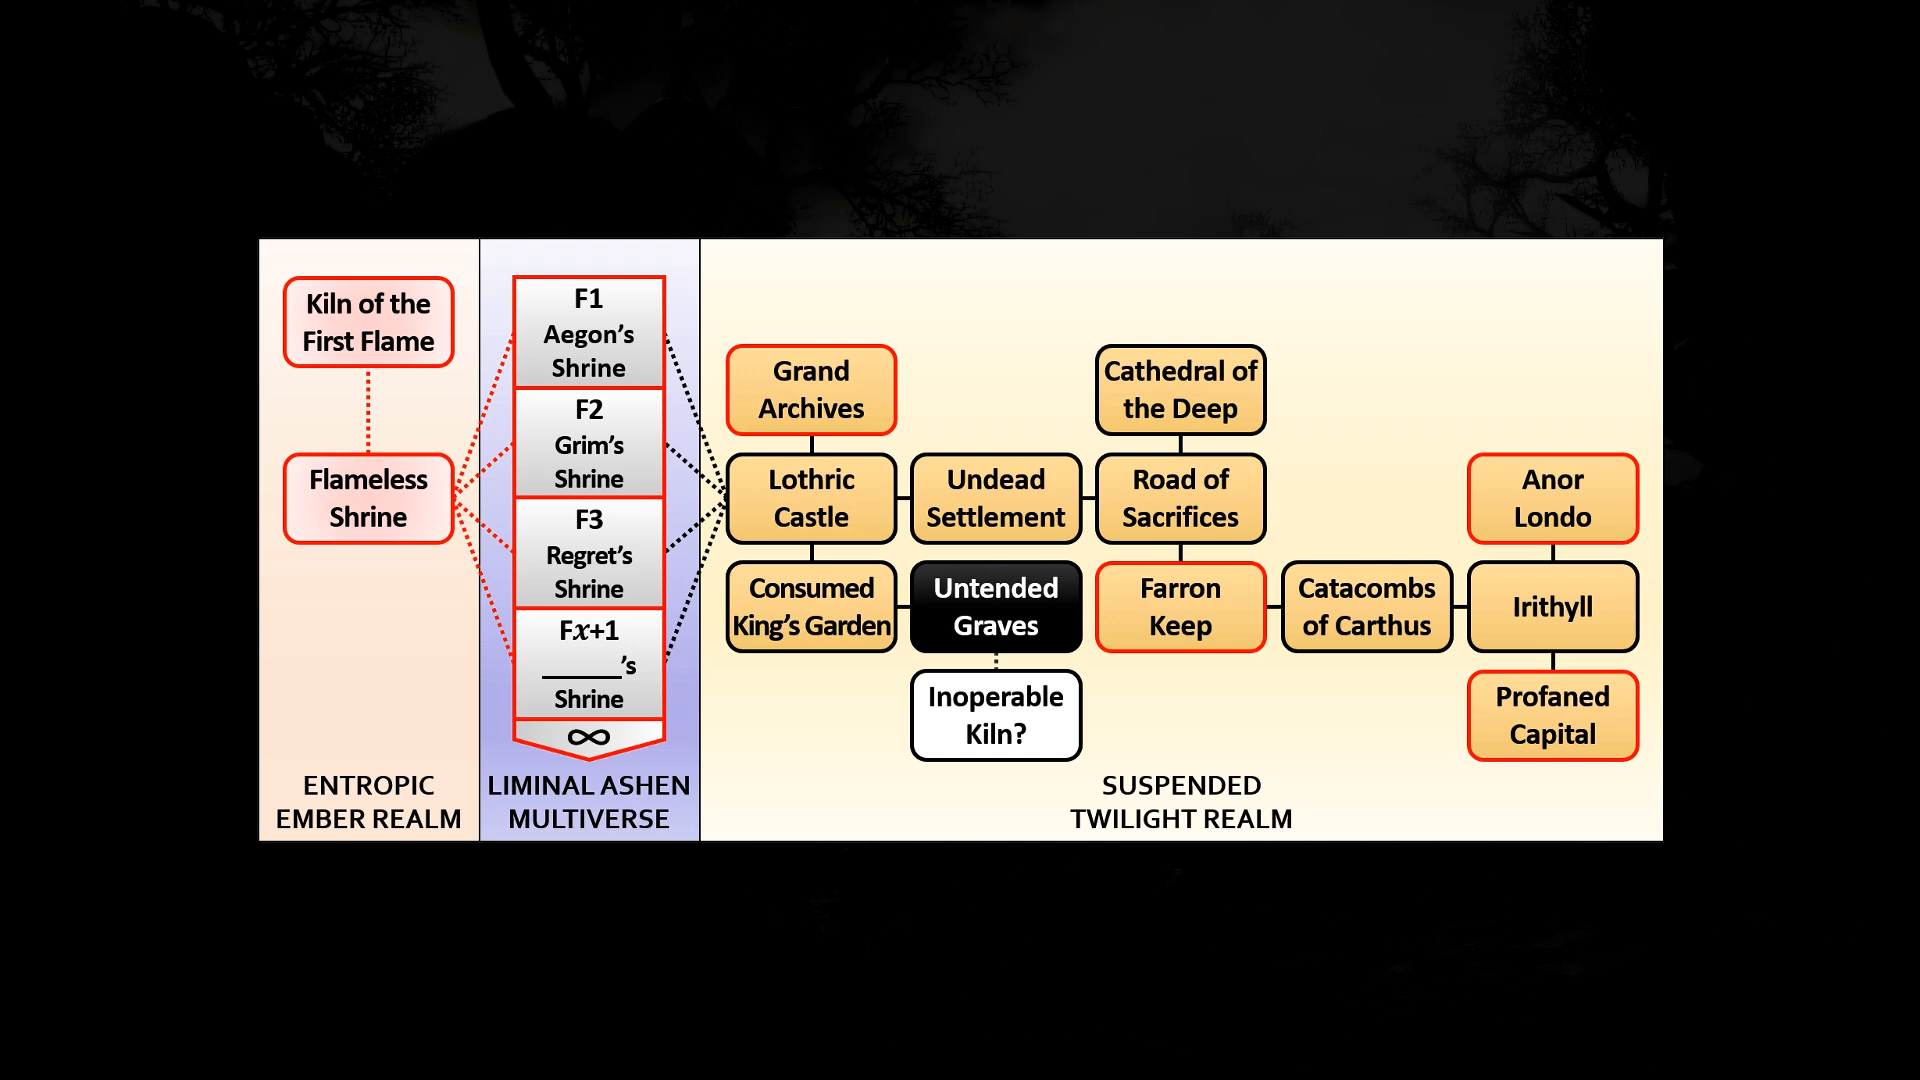 Kiln of the
First Flame
Flameless
Shrine
ENTROPIC
EMBER REALM
F1
Aegon's
Shrine
F2
Grim's
Shrine
F3
Regret's
Shrine
Fx+1
______'s
Shrine
∞
LIMINAL ASHEN
MULTIVERSE
Grand
Archives
Cathedral of
the Deep
Lothric
Castle
Undead
Settlement
Road of
Sacrifices
Anor
Londo
Consumed
King's Garden
Untended
Graves
Farron
Keep
Catacombs
of Carthus
Irithyll
Inoperable
Kiln?
Profaned
Capital
SUSPENDED
TWILIGHT REALM